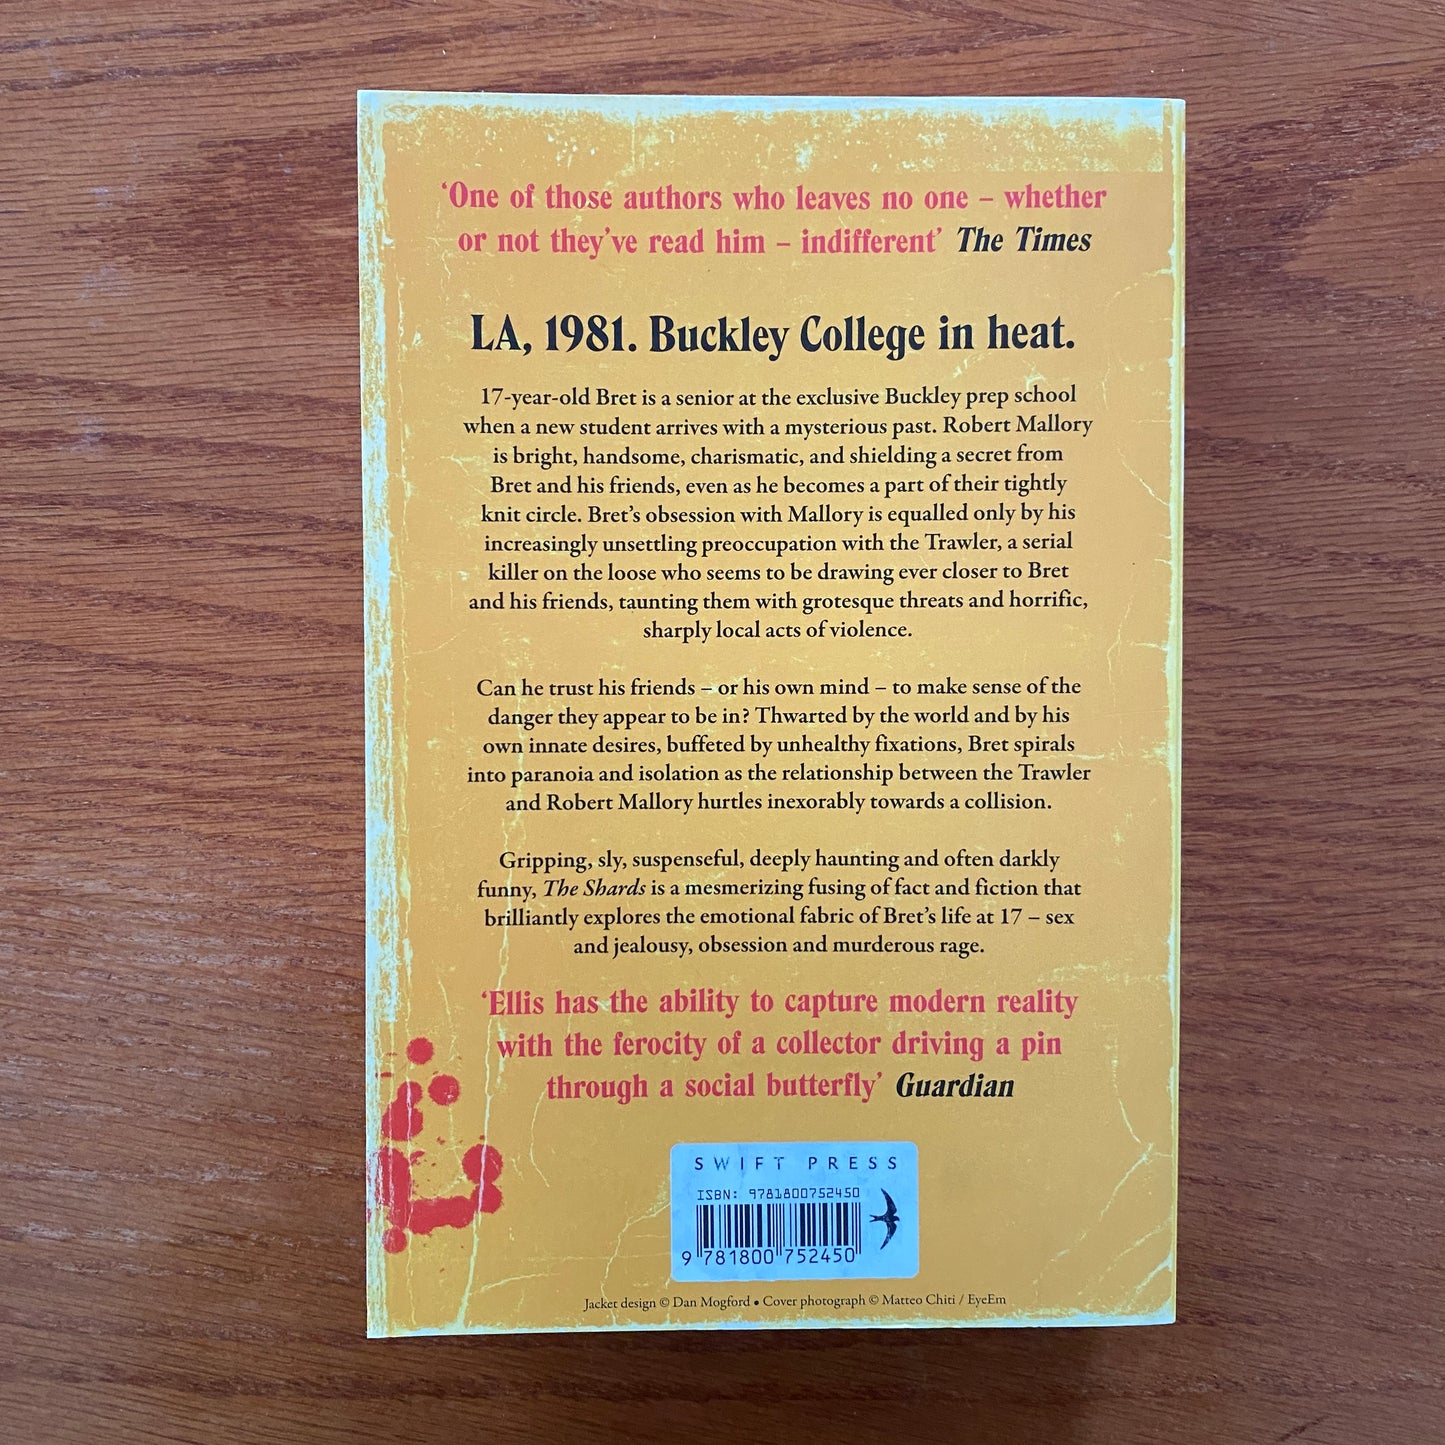 ‘One of those authors who leaves no one – whether
or not they’ve read him – indifferent’ The Times
LA, 1981. Buckley College in heat.
17-year-old Bret is a senior at the exclusive Buckley prep school
when a new student arrives with a mysterious past. Robert Mallory
is bright, handsome, charismatic, and shielding a secret from
Bret and his friends, even as he becomes a part of their tightly
knit circle. Bret’s obsession with Mallory is equalled only by his
increasingly unsettling preoccupation with the Trawler, a serial
killer on the loose who seems to be drawing ever closer to Bret
and his friends, taunting them with grotesque threats and horrific,
sharply local acts of violence.
Can he trust his friends – or his own mind – to make sense of the
danger they appear to be in? Thwarted by the world and by his
own innate desires, buffeted by unhealthy fixations, Bret spirals
into paranoia and isolation as the relationship between the Trawler
and Robert Mallory hurtles inexorably towards a collision.
Gripping, sly, suspenseful, deeply haunting and often darkly
funny, The Shards is a mesmerizing fusing of fact and fiction that
brilliantly explores the emotional fabric of Bret’s life at 17 – sex
and jealousy, obsession and murderous rage.
‘Ellis has the ability to capture modern reality
with the ferocity of a collector driving a pin
through a social butterfly’ Guardian
SWIFT PRESS
ISBN: 9781800752450
9 781800 752450
Jacket design © Dan Mogford • Cover photograph © Matteo Chiti / EyeEm